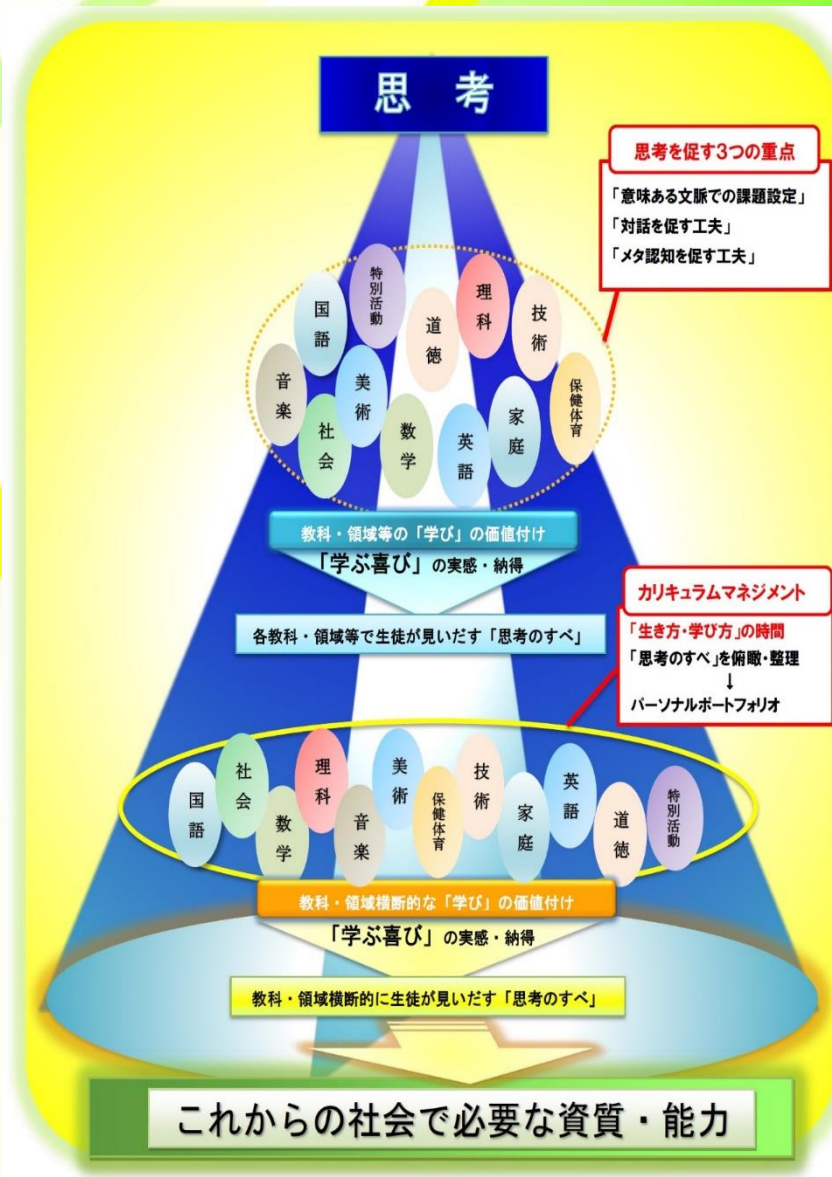 思 考
思考を促す3つの重点
「意味ある文脈での課題設定」
「対話を促す工夫」
「メタ認知を促す工夫」
特別活動
国語
理科
道徳
技術
音楽
美術
保健体育
社会
数学
英語
家庭
教科・領域等の「学び」の価値付け
「学ぶ喜び」の実感・納得
各教科・領域等で生徒が見いだす「思考のすべ」
カリキュラムマネジメント
「生き方・学び方」の時間
「思考のすべ」を俯瞰・整理
↓
パーソナルポートフォリオ
国語
社会
数学
理科
音楽
美術
保健体育
技術
家庭
英語
道徳
特別活動
教科・領域横断的な「学び」の価値付け
「学ぶ喜び」の実感・納得
教科・領域横断的に生徒が見いだす「思考のすべ」
これからの社会で必要な資質・能力